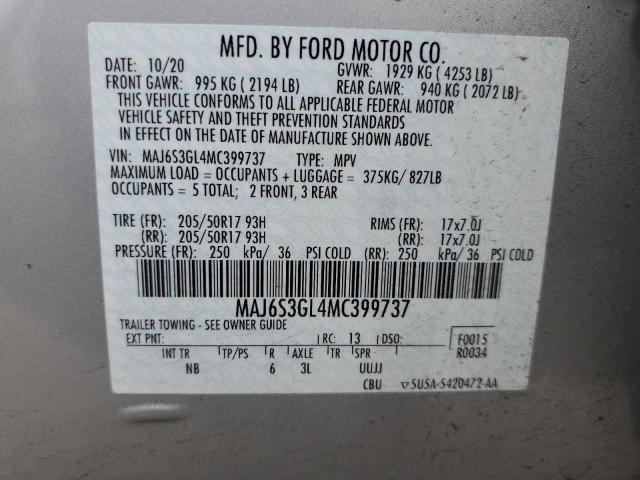 MFD. BY FORD MOTOR CO.
DATE: 10/20 GVWR: 1929 KG ( 4253 LB)
FRONT GAWR: 995 KG ( 2194 LB) REAR GAWR: 940 KG ( 2072 LB)
THIS VEHICLE CONFORMS TO ALL APPLICABLE FEDERAL MOTOR
VEHICLE SAFETY AND THEFT PREVENTION STANDARDS
IN EFFECT ON THE DATE OF MANUFACTURE SHOWN ABOVE.
VIN: MAJ6S3GL4MC399737 TYPE: MPV
MAXIMUM LOAD = OCCUPANTS + LUGGAGE = 375KG/ 827LB
OCCUPANTS = 5 TOTAL; 2 FRONT, 3 REAR
TIRE (FR): 205/50R17 93H RIMS (FR): 17x7.0J
(RR): 205/50R17 93H (RR): 17x7.0J
PRESSURE (FR): 250 kPa/ 36 PSI COLD (RR): 250 kPa/ 36 PSI COLD
MAJ6S3GL4MC399737
TRAILER TOWING - SEE OWNER GUIDE
EXT PNT: RC: 13 DSO: F0015
R0034
INT TR TP/PS R AXLE TR SPR
NB 6 3L UUJJ
CBU ▽5U5A-5420472-AA